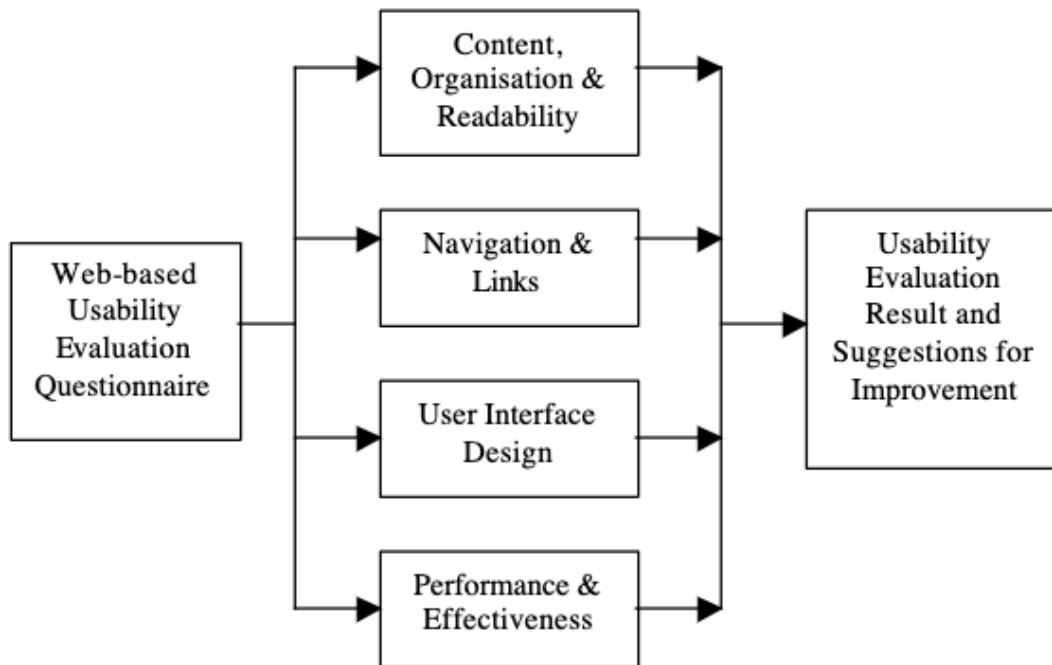 Web-based
Usability
Evaluation
Questionnaire
Content,
Organisation &
Readability
Navigation &
Links
User Interface
Design
Performance &
Effectiveness
Usability
Evaluation
Result and
Suggestions for
Improvement